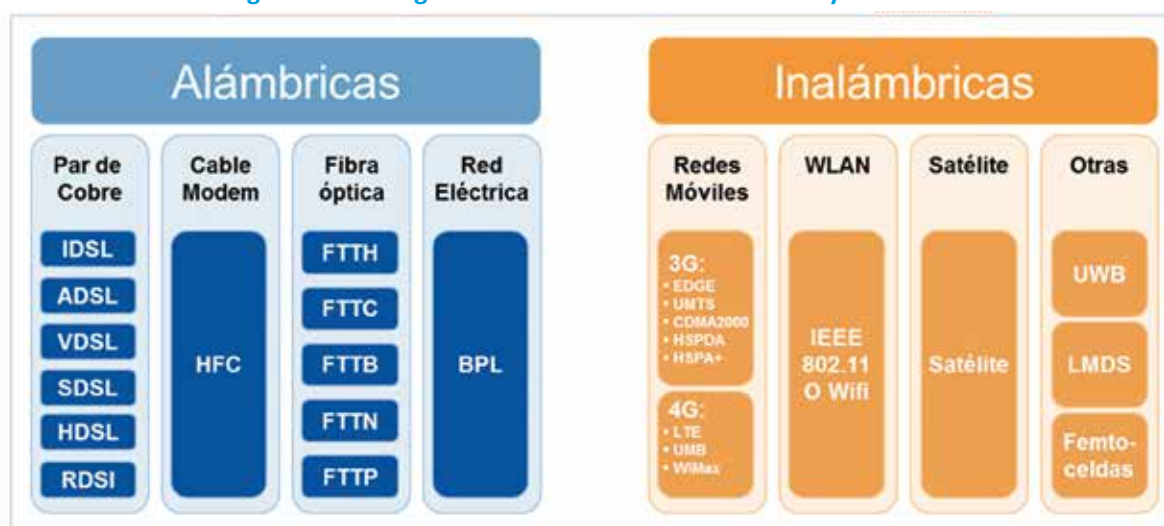 Alámbricas
Par de
Cobre
IDSL
ADSL
VDSL
SDSL
HDSL
RDSI
Cable
Modem
HFC
Fibra
óptica
FTTH
FTTC
FTTB
FTTN
FTTP
Red
Eléctrica
BPL
Inalámbricas
Redes
Móviles
3G:
• EDGE
• UMTS
• CDMA2000
• HSPDA
• HSPA+
4G:
• LTE
• UMB
• WiMax
WLAN
IEEE
802.11
O Wifi
Satélite
Satélite
Otras
UWB
LMDS
Femto-
celdas